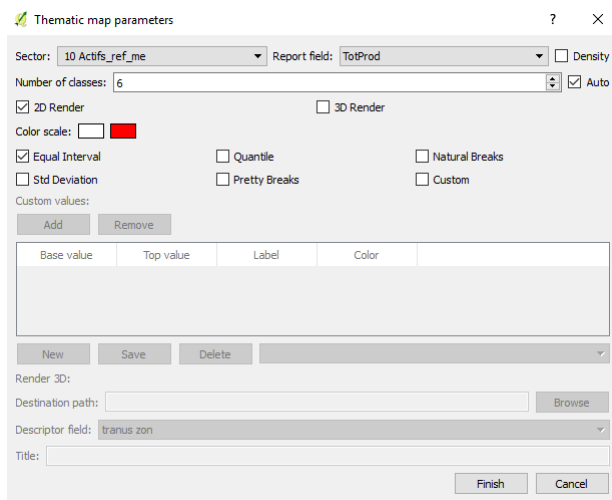 Thematic map parameters ?
Sector: 10 Actifs_ref_me Report field: TotProd Density
Number of classes: 6 Auto
2D Render 3D Render
Color scale:
Equal Interval Quantile Natural Breaks
Std Deviation Pretty Breaks Custom
Custom values:
Add Remove
Base value Top value Label Color
New Save Delete
Render 3D:
Destination path: Browse
Descriptor field: tranus zon
Title:
Finish Cancel